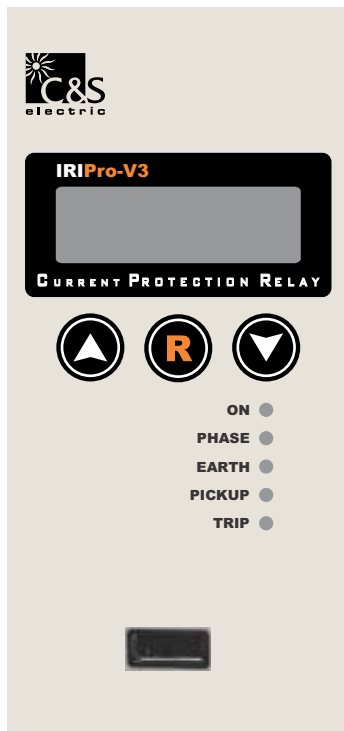 C&S
electric
IRIPro-V3
CURRENT PROTECTION RELAY
R
ON
PHASE
EARTH
PICKUP
TRIP